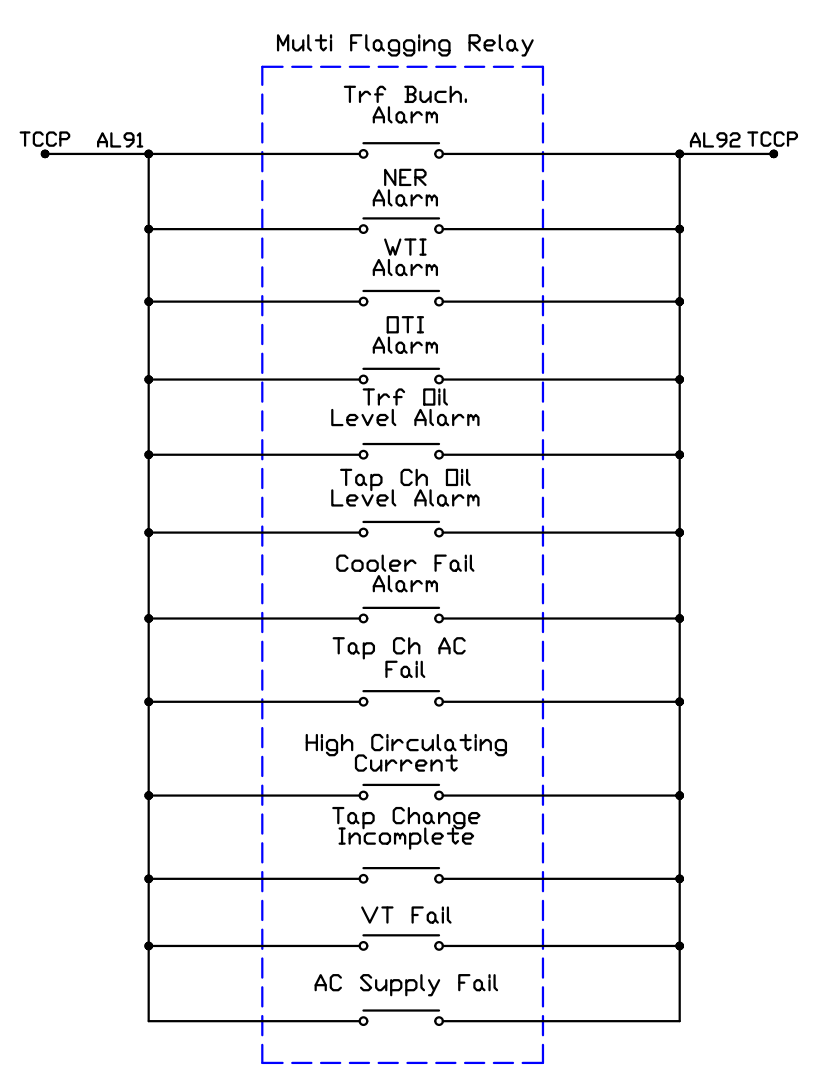 Multi Flagging Relay
Trf Buch.
Alarm
TCCP AL91
AL92 TCCP
NER
Alarm
WTI
Alarm
OTI
Alarm
Trf Oil
Level Alarm
Tap Ch Oil
Level Alarm
Cooler Fail
Alarm
Tap Ch AC
Fail
High Circulating
Current
Tap Change
Incomplete
VT Fail
AC Supply Fail